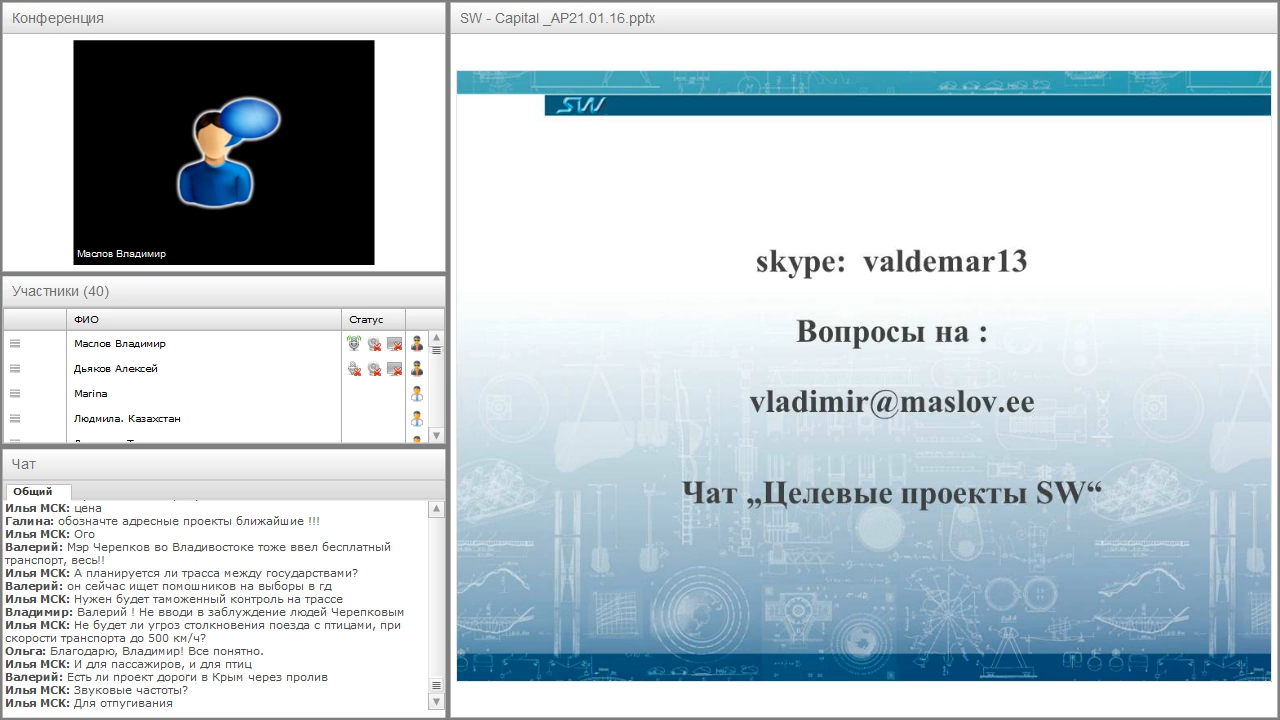 Конференция
Маслов Владимир
Участники (40)
ФИО
Статус
Маслов Владимир
Дьяков Алексей
Marina
Людмила. Казахстан
Чат
Общий
Илья МСК: цена
Галина: обозначте адресные проекты ближайшие !!!
Илья МСК: Ого
Валерий: Мэр Черепков во Владивостоке тоже ввел бесплатный
транспорт, весы!!
Илья МСК: А планируется ли трасса между государствами?
Валерий: он сейчас ищет помошников на выборы в гд
Илья МСК: Нужен будет таможенный контроль на трассе
Владимир: Валерий ! Не вводи в заблуждение людей Черепковым
Илья МСК: Не будет ли угроз столкновения поезда с птицами, при
скорости транспорта до 500 км/ч?
Ольга: Благодарю, Владимир! Все понятно.
Илья МСК: И для пассажиров, и для птиц
Валерий: Есть ли проект дороги в Крым через пролив
Илья МСК: Звуковые частоты?
Илья МСК: Для отпугивания
SW - Capital _AP21.01.16.pptx
SW
skype: valdemar13
Вопросы на :
vladimir@maslov.ee
Чат „Целевые проекты SW“